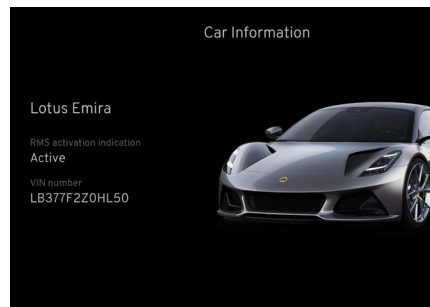 Car Information
Lotus Emira
RMS activation indication
Active
VIN number
LB377F2Z0HL50